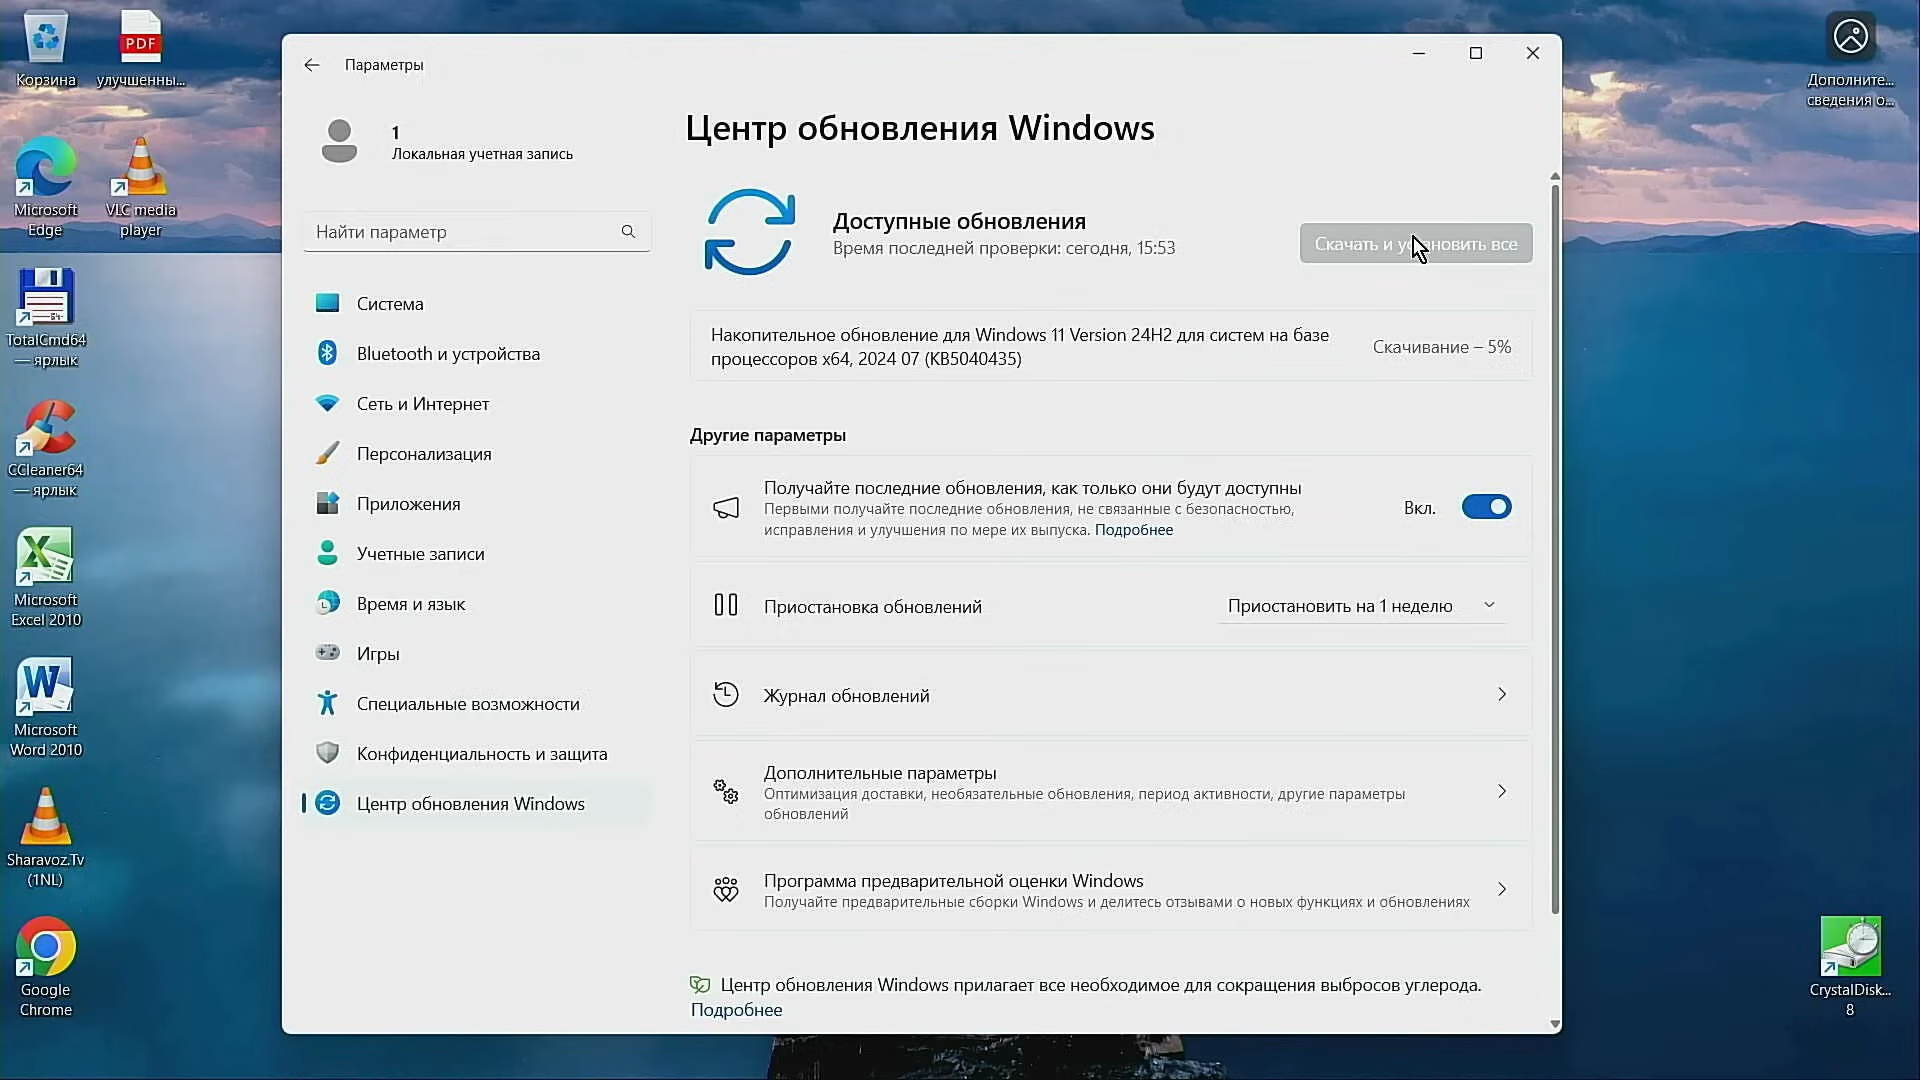 Корзина
улучшенны...
PDF
Microsoft
Edge
VLC media
player
TotalCmd64
— ярлык
CCleaner64
— ярлык
Microsoft
Excel 2010
Microsoft
Word 2010
Sharavoz.Tv
(1NL)
Google
Chrome
Параметры
1
Локальная учетная запись
Найти параметр
Система
Bluetooth и устройства
Сеть и Интернет
Персонализация
Приложения
Учетные записи
Время и язык
Игры
Специальные возможности
Конфиденциальность и защита
Центр обновления Windows
Центр обновления Windows
Доступные обновления
Время последней проверки: сегодня, 15:53
Скачать и установить все
Накопительное обновление для Windows 11 Version 24H2 для систем на базе
процессоров x64, 2024 07 (KB5040435)
Скачивание – 5%
Другие параметры
Получайте последние обновления, как только они будут доступны
Первыми получайте последние обновления, не связанные с безопасностью,
исправления и улучшения по мере их выпуска. Подробнее
Вкл.
Приостановка обновлений
Приостановить на 1 неделю
Журнал обновлений
Дополнительные параметры
Оптимизация доставки, необязательные обновления, период активности, другие параметры
обновлений
Программа предварительной оценки Windows
Получайте предварительные сборки Windows и делитесь отзывами о новых функциях и обновлениях
Центр обновления Windows прилагает все необходимое для сокращения выбросов углерода.
Подробнее
Дополните...
сведения о...
CrystalDisk...
8